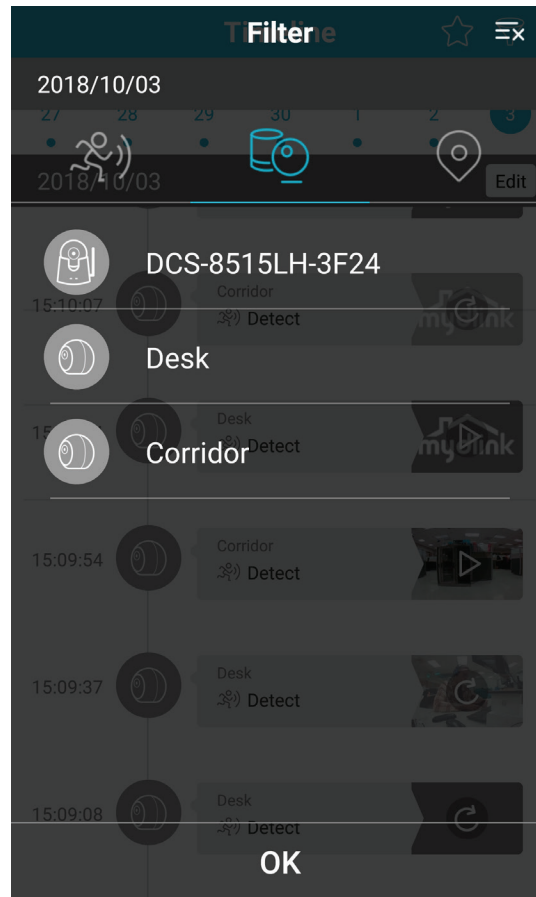 Timeline
Filter
2018/10/03
27 28 29 30 1 2 3
2018/10/03
Edit
DCS-8515LH-3F24
15:10:07
Corridor
Detect
Desk
Desk
Detect
Corridor
15:09:54
Corridor
Detect
15:09:37
Desk
Detect
15:09:08
Desk
Detect
OK